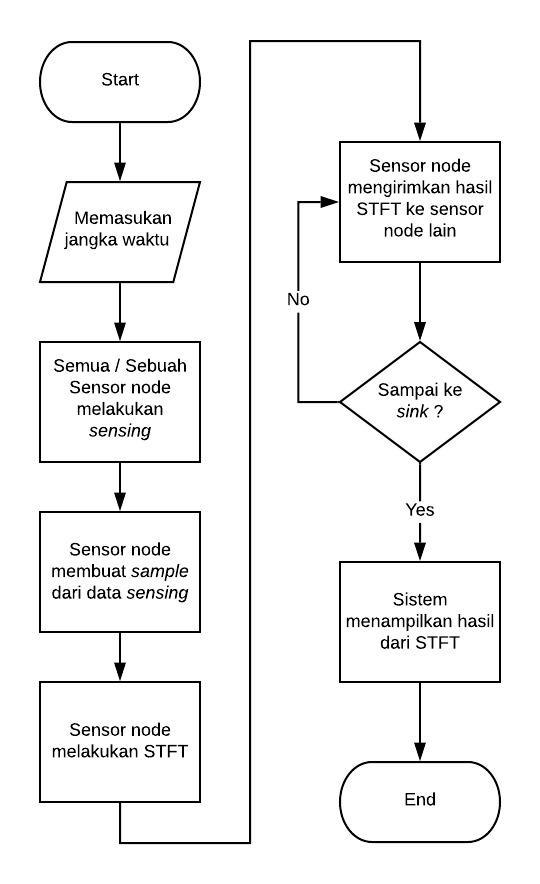 Start
Memasukan
jangka waktu
Semua / Sebuah
Sensor node
melakukan
sensing
Sensor node
membuat sample
dari data sensing
Sensor node
melakukan STFT
Sensor node
mengirimkan hasil
STFT ke sensor
node lain
No
Sampai ke
sink ?
Yes
Sistem
menampilkan hasil
dari STFT
End